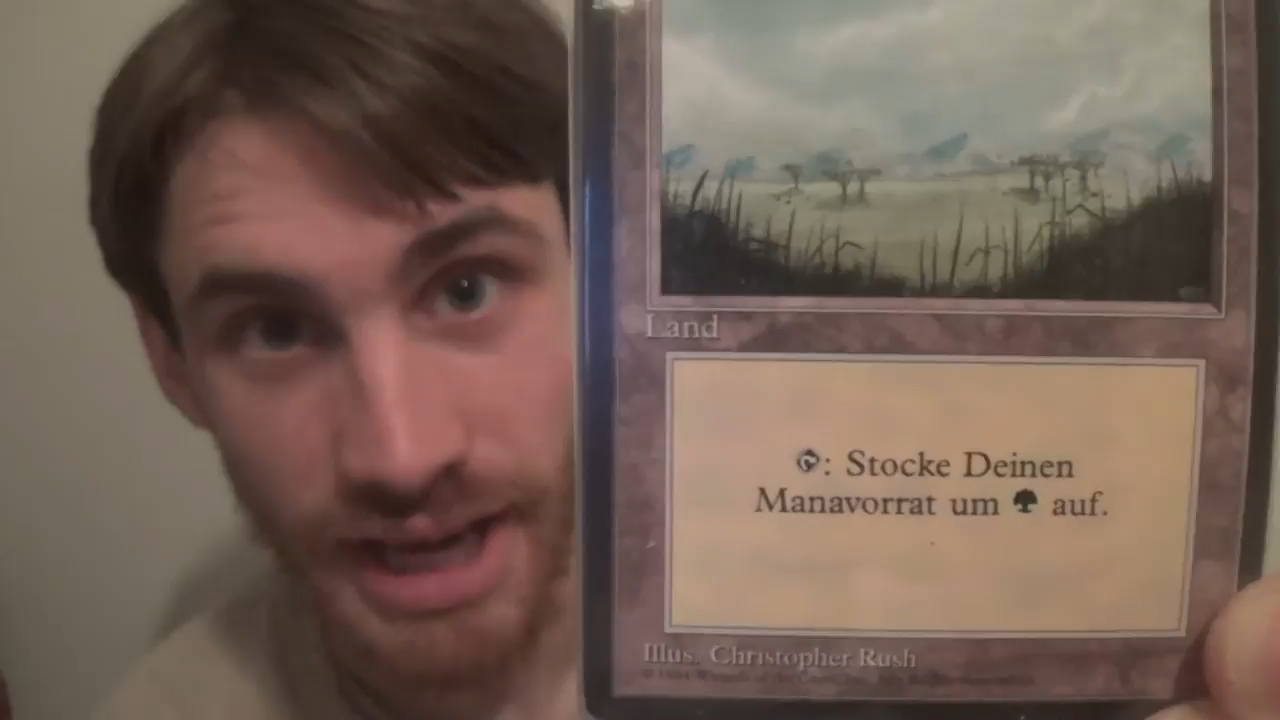 Land
: Stocke Deinen
Manavorrat um auf.
Illus. Christopher Rush